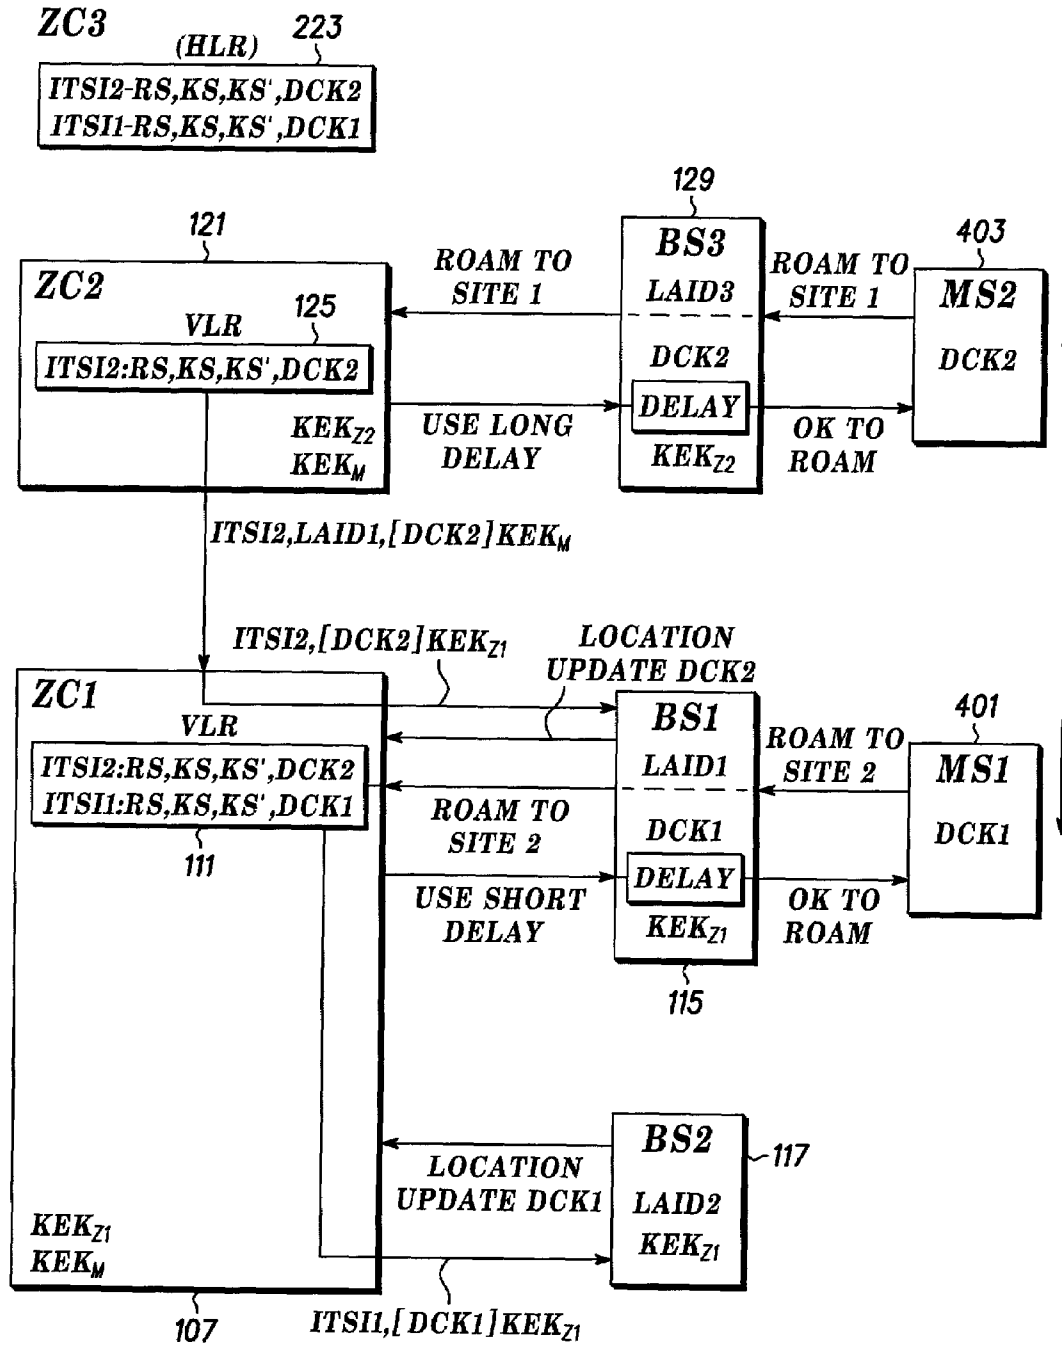 ZC3
(HLR)
223
ITSI2-RS,KS,KS',DCK2
ITSI1-RS,KS,KS',DCK1
121
ZC2
VLR
125
ITSI2:RS,KS,KS',DCK2
KEKZ2
KEKM
ROAM TO
SITE 1
USE LONG
DELAY
129
BS3
LAID3
DCK2
DELAY
KEKZ2
ROAM TO
SITE 1
OK TO
ROAM
403
MS2
DCK2
ITSI2,LAID1,[DCK2]KEKM
ITSI2,[DCK2]KEKZ1
LOCATION
UPDATE DCK2
ZC1
VLR
ITSI2:RS,KS,KS',DCK2
ITSI1:RS,KS,KS',DCK1
111
ROAM TO
SITE 2
USE SHORT
DELAY
BS1
LAID1
DCK1
DELAY
KEKZ1
115
ROAM TO
SITE 2
OK TO
ROAM
401
MS1
DCK1
LOCATION
UPDATE DCK1
BS2
LAID2
KEKZ1
117
KEKZ1
KEKM
107
ITSI1,[DCK1]KEKZ1